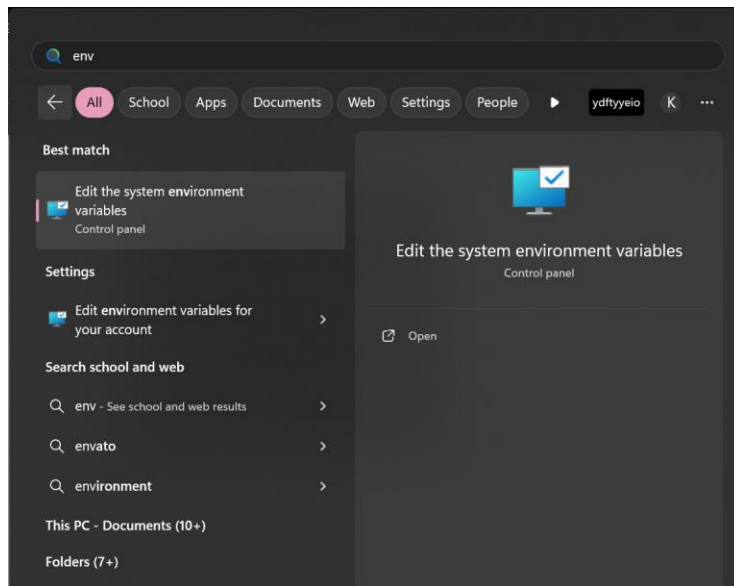 env
All School Apps Documents Web Settings People ydftyyeio K ...
Best match
Edit the system environment
variables
Control panel
Edit the system environment variables
Control panel
Open
Settings
Edit environment variables for
your account
Search school and web
env - See school and web results
envato
environment
This PC - Documents (10+)
Folders (7+)